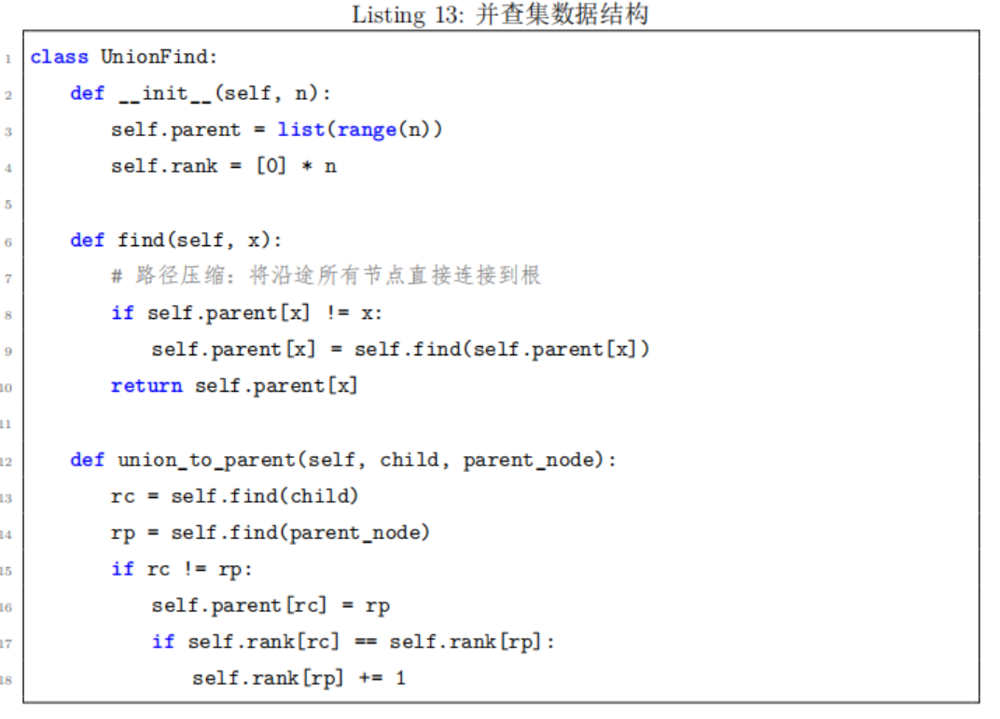 Listing 13: 并查集数据结构
1 class UnionFind:
2 def __init__(self, n):
3 self.parent = list(range(n))
4 self.rank = [0] * n
5
6 def find(self, x):
7 # 路径压缩：将沿途所有节点直接连接到根
8 if self.parent[x] != x:
9 self.parent[x] = self.find(self.parent[x])
10 return self.parent[x]
11
12 def union_to_parent(self, child, parent_node):
13 rc = self.find(child)
14 rp = self.find(parent_node)
15 if rc != rp:
16 self.parent[rc] = rp
17 if self.rank[rc] == self.rank[rp]:
18 self.rank[rp] += 1